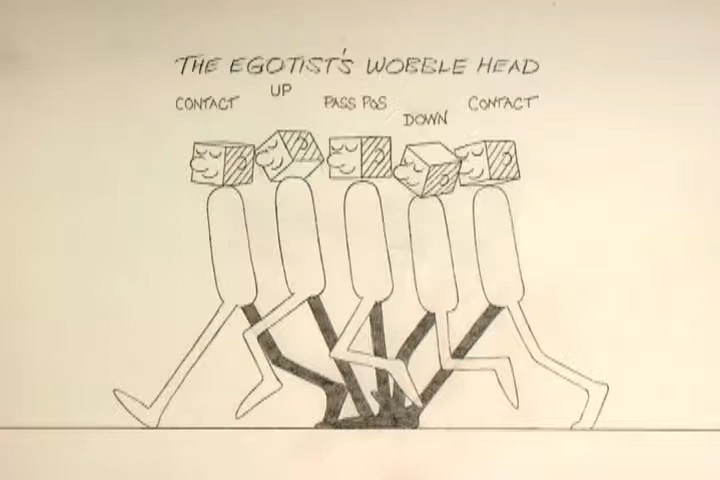 THE EGOTIST'S WOBBLE HEAD
CONTACT
UP
PASS POS
DOWN
CONTACT